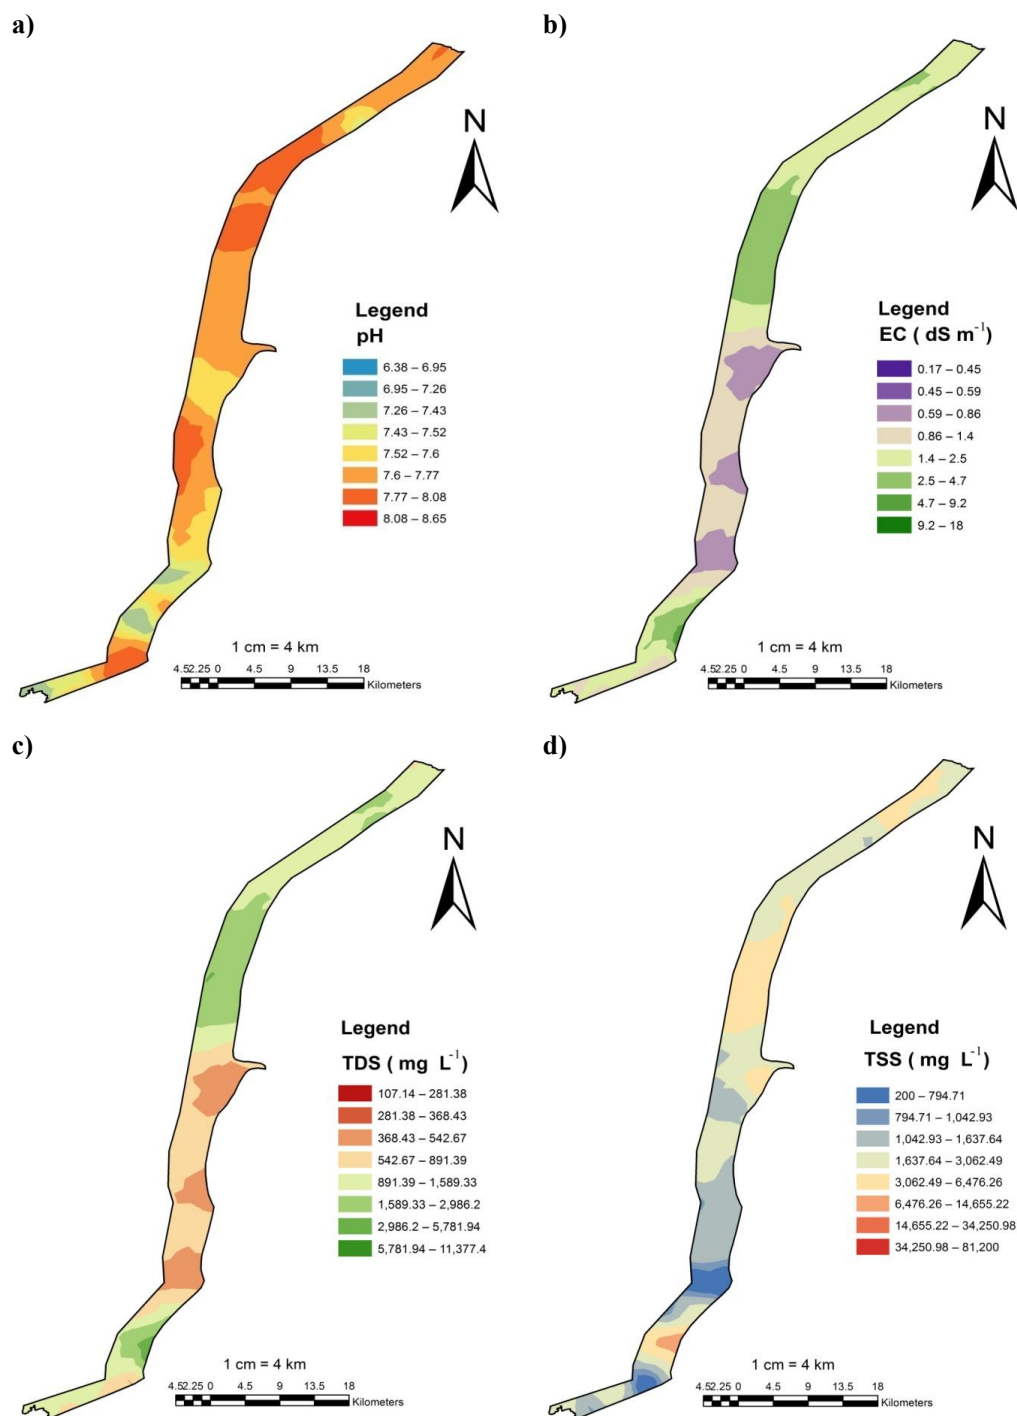 a)
b)
N
N
Legend
pH
6.38 – 6.95
6.95 – 7.26
7.26 – 7.43
7.43 – 7.52
7.52 – 7.6
7.6 – 7.77
7.77 – 8.08
8.08 – 8.65
Legend
EC ( dS m⁻¹)
0.17 – 0.45
0.45 – 0.59
0.59 – 0.86
0.86 – 1.4
1.4 – 2.5
2.5 – 4.7
4.7 – 9.2
9.2 – 18
1 cm = 4 km
4.52.25 0 4.5 9 13.5 18
Kilometers
1 cm = 4 km
4.52.25 0 4.5 9 13.5 18
Kilometers
c)
d)
N
N
Legend
TDS ( mg L⁻¹)
107.14 – 281.38
281.38 – 368.43
368.43 – 542.67
542.67 – 891.39
891.39 – 1,589.33
1,589.33 – 2,986.2
2,986.2 – 5,781.94
5,781.94 – 11,377.4
Legend
TSS ( mg L⁻¹)
200 – 794.71
794.71 – 1,042.93
1,042.93 – 1,637.64
1,637.64 – 3,062.49
3,062.49 – 6,476.26
6,476.26 – 14,655.22
14,655.22 – 34,250.98
34,250.98 – 81,200
1 cm = 4 km
4.52.25 0 4.5 9 13.5 18
Kilometers
1 cm = 4 km
4.52.25 0 4.5 9 13.5 18
Kilometers